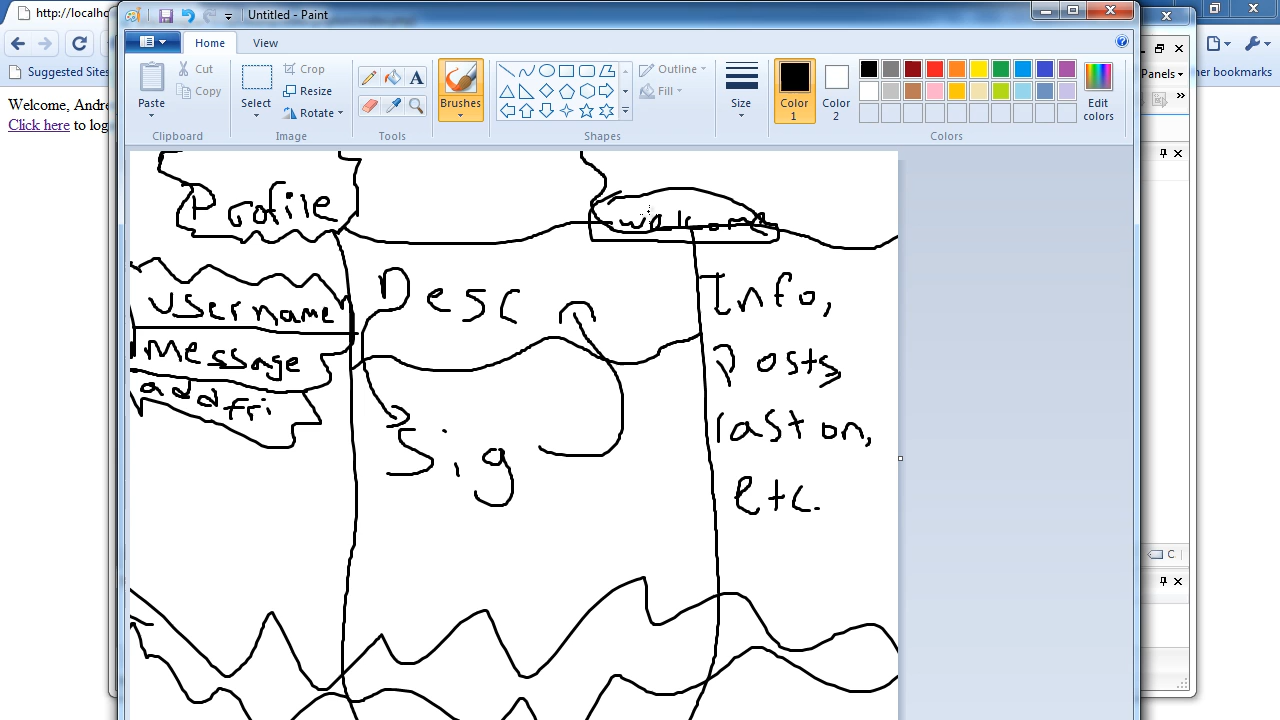 http://localho
Untitled - Paint
Home
View
Suggested Sites
her bookmarks
Panels
Paste
Cut
Copy
Clipboard
Select
Crop
Resize
Rotate
Image
A
Tools
Brushes
Shapes
Outline
Fill
Size
Color 1
Color 2
Colors
Edit colors
Welcome, Andre
Click here to log
Profile
welcome
Username
Message
add fri
Desc
Sig
Info,
Posts
last on,
etc.
C